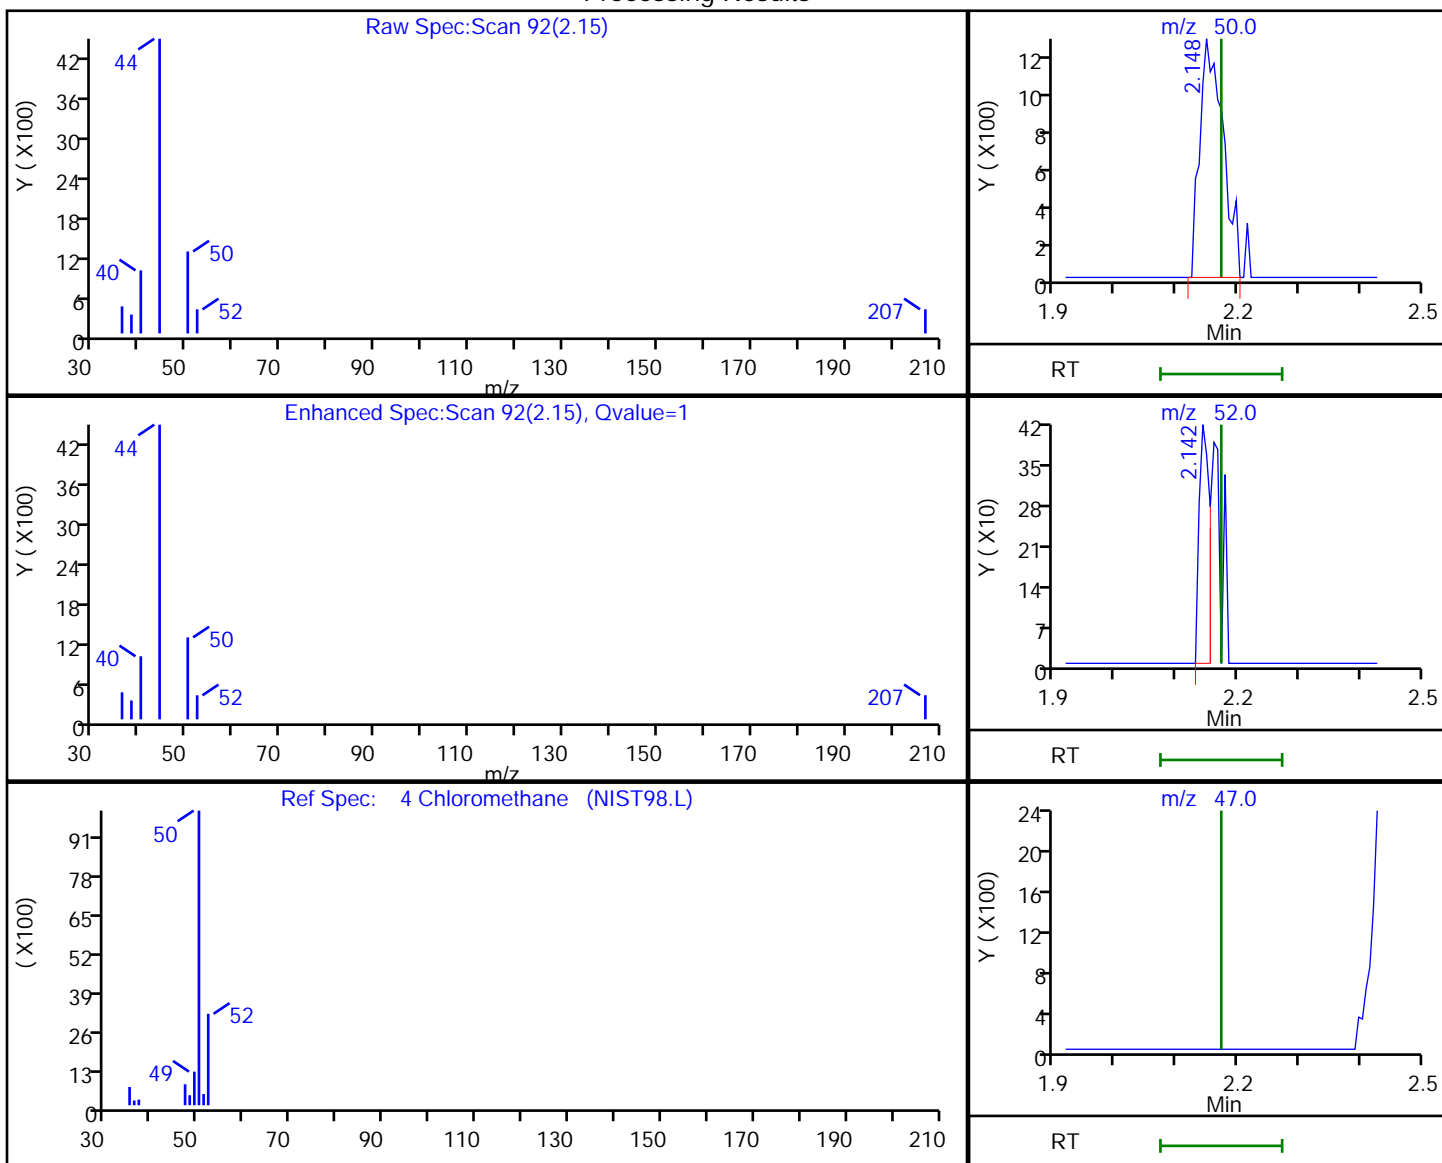 Processing Results
Raw Spec:Scan 92(2.15)
Y ( X100)
42
36
30
24
18
12
6
0
44
40
50
52
207
30 50 70 90 110 130 150 170 190 210
m/z
m/z 50.0
Y ( X100)
12
10
8
6
4
2
0
2.148
1.9 2.2 2.5
Min
RT
Enhanced Spec:Scan 92(2.15), Qvalue=1
Y ( X100)
42
36
30
24
18
12
6
0
44
40
50
52
207
30 50 70 90 110 130 150 170 190 210
m/z
m/z 52.0
Y ( X10)
42
35
28
21
14
7
0
2.142
1.9 2.2 2.5
Min
RT
Ref Spec: 4 Chloromethane (NIST98.L)
( X100)
91
78
65
52
39
26
13
0
50
49
52
30 50 70 90 110 130 150 170 190 210
m/z 47.0
Y ( X100)
24
20
16
12
8
4
0
1.9 2.2 2.5
Min
RT